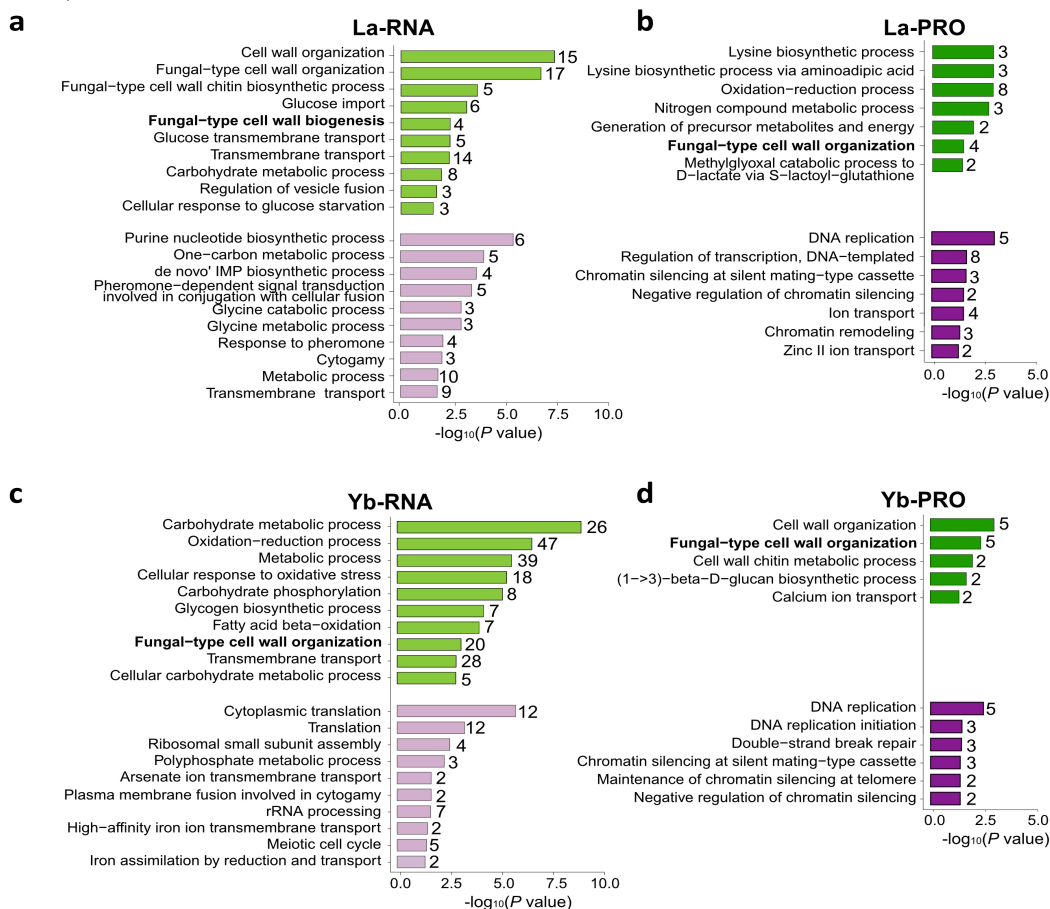 a
La-RNA
Cell wall organization 15
Fungal−type cell wall organization 17
Fungal−type cell wall chitin biosynthetic process 5
Glucose import 6
Fungal−type cell wall biogenesis 4
Glucose transmembrane transport 5
Transmembrane transport 14
Carbohydrate metabolic process 8
Regulation of vesicle fusion 3
Cellular response to glucose starvation 3
Purine nucleotide biosynthetic process 6
One−carbon metabolic process 5
de novo' IMP biosynthetic process 4
Pheromone−dependent signal transduction
involved in conjugation with cellular fusion 5
Glycine catabolic process 3
Glycine metabolic process 3
Response to pheromone 4
Cytogamy 3
Metabolic process 10
Transmembrane transport 9
0.0 2.5 5.0 7.5 10.0
-log10(P value)
b
La-PRO
Lysine biosynthetic process 3
Lysine biosynthetic process via aminoadipic acid 3
Oxidation−reduction process 8
Nitrogen compound metabolic process 3
Generation of precursor metabolites and energy 2
Fungal−type cell wall organization 4
Methylglyoxal catabolic process to 2
D−lactate via S−lactoyl−glutathione
DNA replication 5
Regulation of transcription, DNA−templated 8
Chromatin silencing at silent mating−type cassette 3
Negative regulation of chromatin silencing 2
Ion transport 4
Chromatin remodeling 3
Zinc II ion transport 2
0.0 2.5 5.0
-log10(P value)
c
Yb-RNA
Carbohydrate metabolic process 26
Oxidation−reduction process 47
Metabolic process 39
Cellular response to oxidative stress 18
Carbohydrate phosphorylation 8
Glycogen biosynthetic process 7
Fatty acid beta−oxidation 7
Fungal−type cell wall organization 20
Transmembrane transport 28
Cellular carbohydrate metabolic process 5
Cytoplasmic translation 12
Translation 12
Ribosomal small subunit assembly 4
Polyphosphate metabolic process 3
Arsenate ion transmembrane transport 2
Plasma membrane fusion involved in cytogamy 2
rRNA processing 7
High−affinity iron ion transmembrane transport 2
Meiotic cell cycle 5
Iron assimilation by reduction and transport 2
0.0 2.5 5.0 7.5 10.0
-log10(P value)
d
Yb-PRO
Cell wall organization 5
Fungal−type cell wall organization 5
Cell wall chitin metabolic process 2
(1−>3)−beta−D−glucan biosynthetic process 2
Calcium ion transport 2
DNA replication 5
DNA replication initiation 3
Double−strand break repair 3
Chromatin silencing at silent mating−type cassette 3
Maintenance of chromatin silencing at telomere 2
Negative regulation of chromatin silencing 2
0.0 2.5 5.0
-log10(P value)